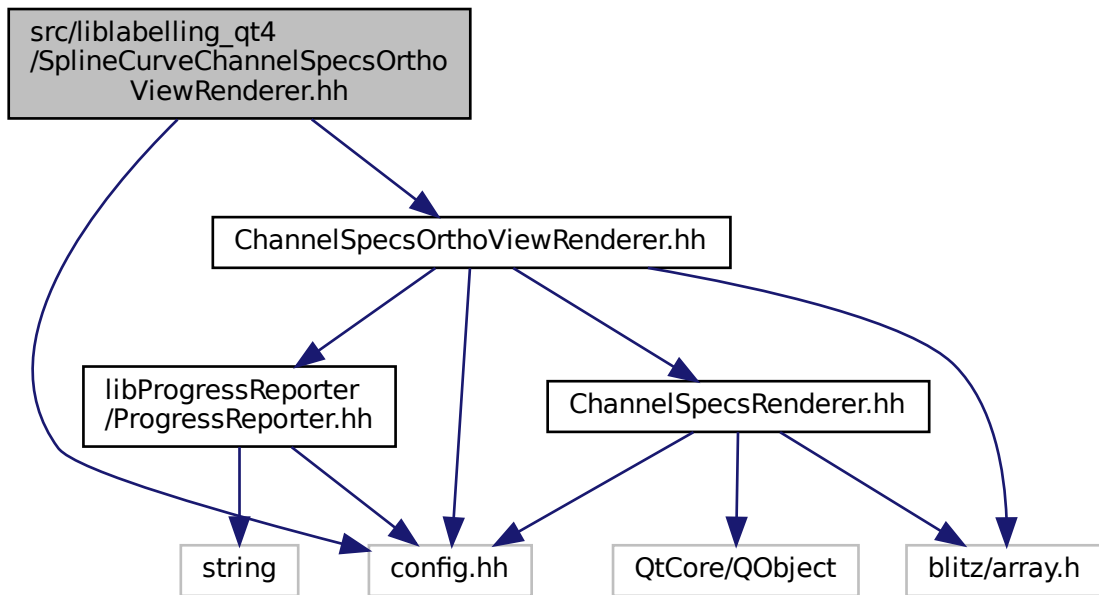 src/liblabelling_qt4
/SplineCurveChannelSpecsOrtho
ViewRenderer.hh
ChannelSpecsOrthoViewRenderer.hh
libProgressReporter
/ProgressReporter.hh
ChannelSpecsRenderer.hh
string
config.hh
QtCore/QObject
blitz/array.h